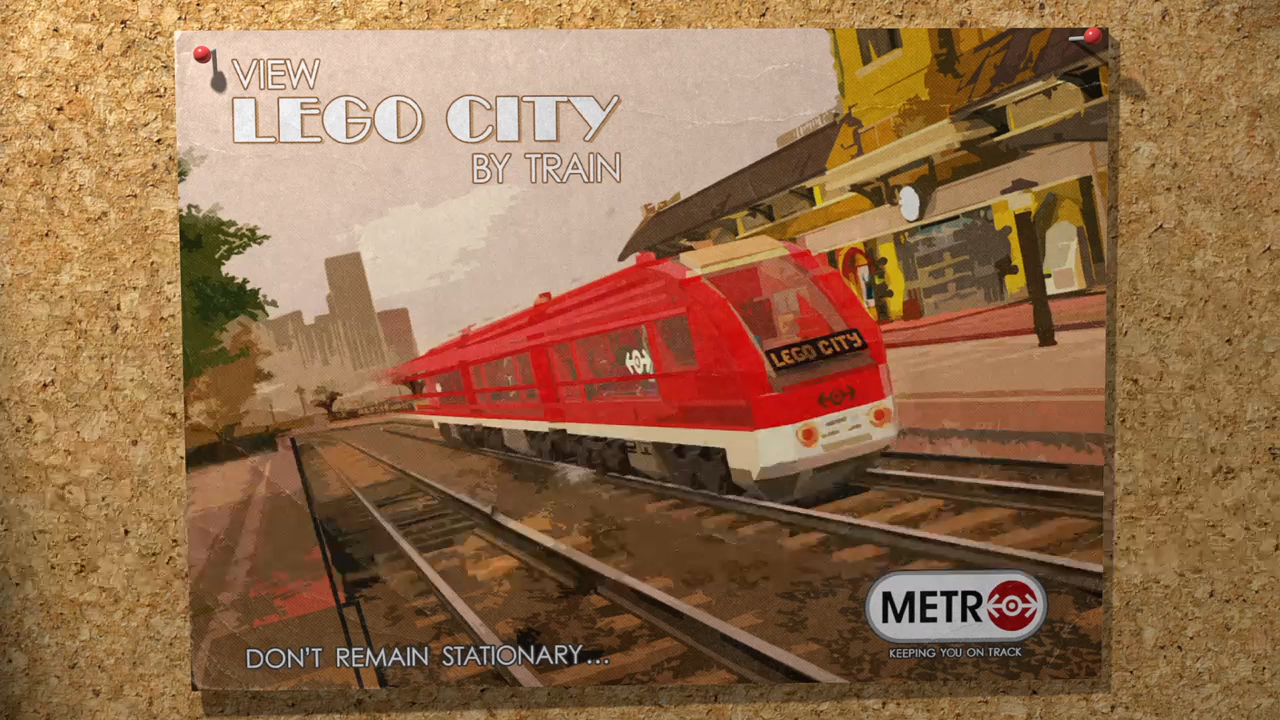 VIEW
LEGO CITY
BY TRAIN
LEGO CITY
METRO
KEEPING YOU ON TRACK
DON'T REMAIN STATIONARY...